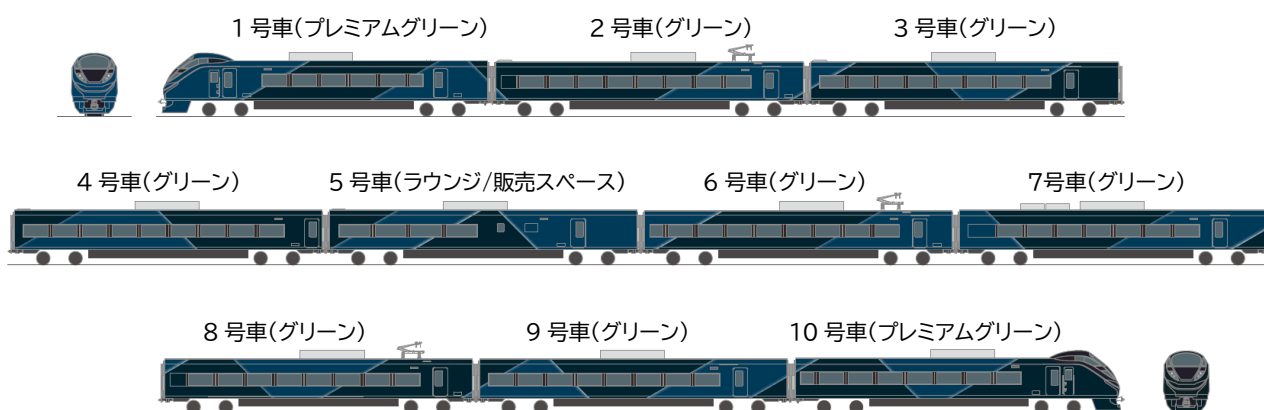 1号車(プレミアムグリーン)
2号車(グリーン)
3号車(グリーン)
4号車(グリーン)
5号車(ラウンジ/販売スペース)
6号車(グリーン)
7号車(グリーン)
8号車(グリーン)
9号車(グリーン)
10号車(プレミアムグリーン)